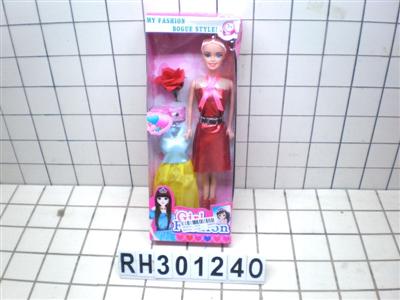 MY FASHION
BOGUE STYLE!
Girl
Fashion
RH301240